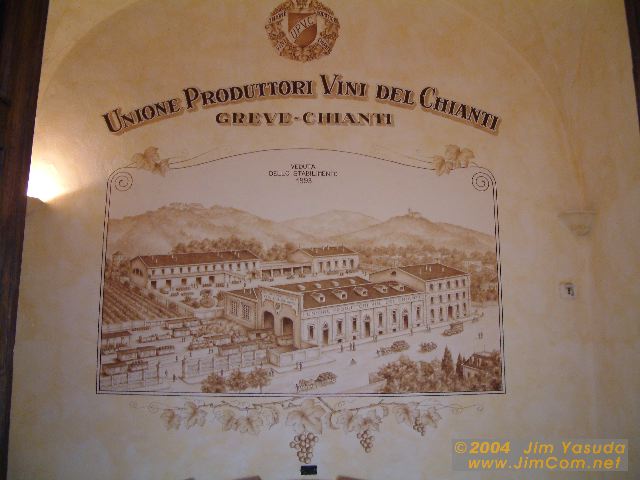 UNIONE PRODUTTORI VINI DEL CHIANTI
GREVE-CHIANTI
VEDUTA
DELLO STABILIMENTO
©2004 Jim Yasuda
www.JimCom.net